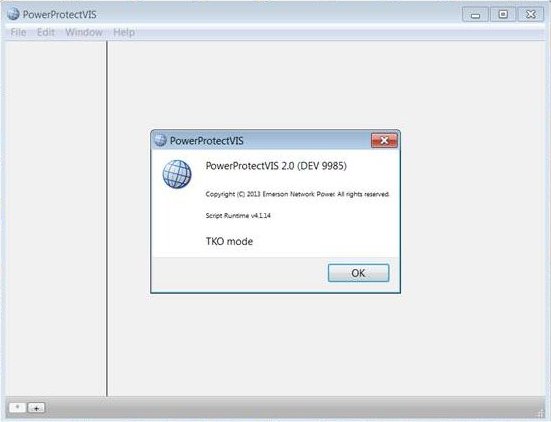 PowerProtectVIS
File Edit Window Help
PowerProtectVIS
PowerProtectVIS 2.0 (DEV 9985)
Copyright (C) 2013 Emerson Network Power. All rights reserved.
Script Runtime v4.1.14
TKO mode
OK
* +